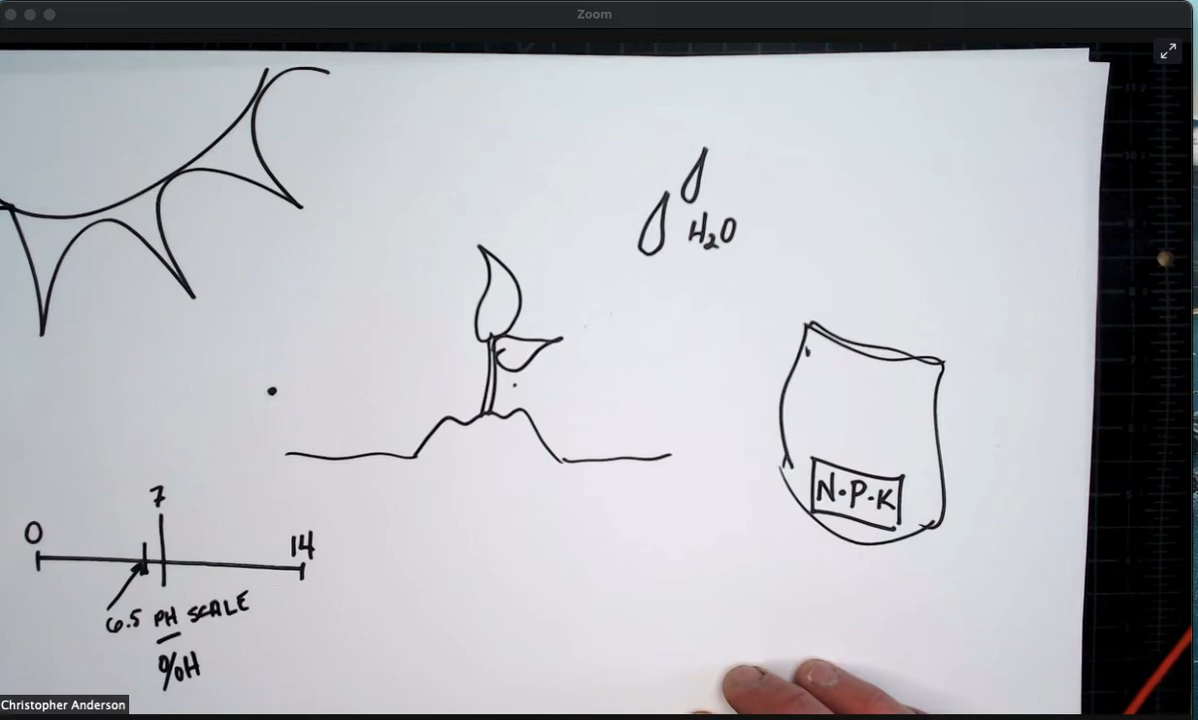 Zoom
H₂O
N·P·K
7
0
14
6.5 PH SCALE
%H
Christopher Anderson